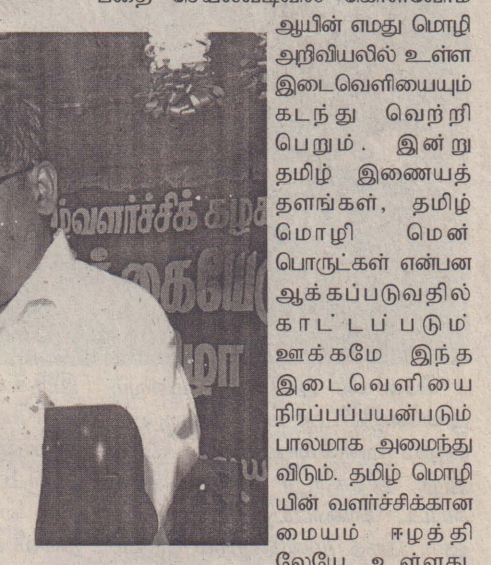 ஆயின் எமது மொழி
அறிவியலில் உள்ள
இடைவெளியையும்
கடந்து வெற்றி
பெறும். இன்று
தமிழ் இணையத்
தளங்கள், தமிழ்
மொழி மென்
பொருட்கள் என்பன
ஆக்கப்படுவதில்
காட்டப்படும்
ஊக்கமே இந்த
இடைவெளியை
நிரப்பப்பயன்படும்
பாலமாக அமைந்து
விடும். தமிழ் மொழி
யின் வளர்ச்சிக்கான
மையம் ஈழத்தி
லேயே உள்ளது.
ம்வளர்ச்சிக் கழக
கையே
ழா